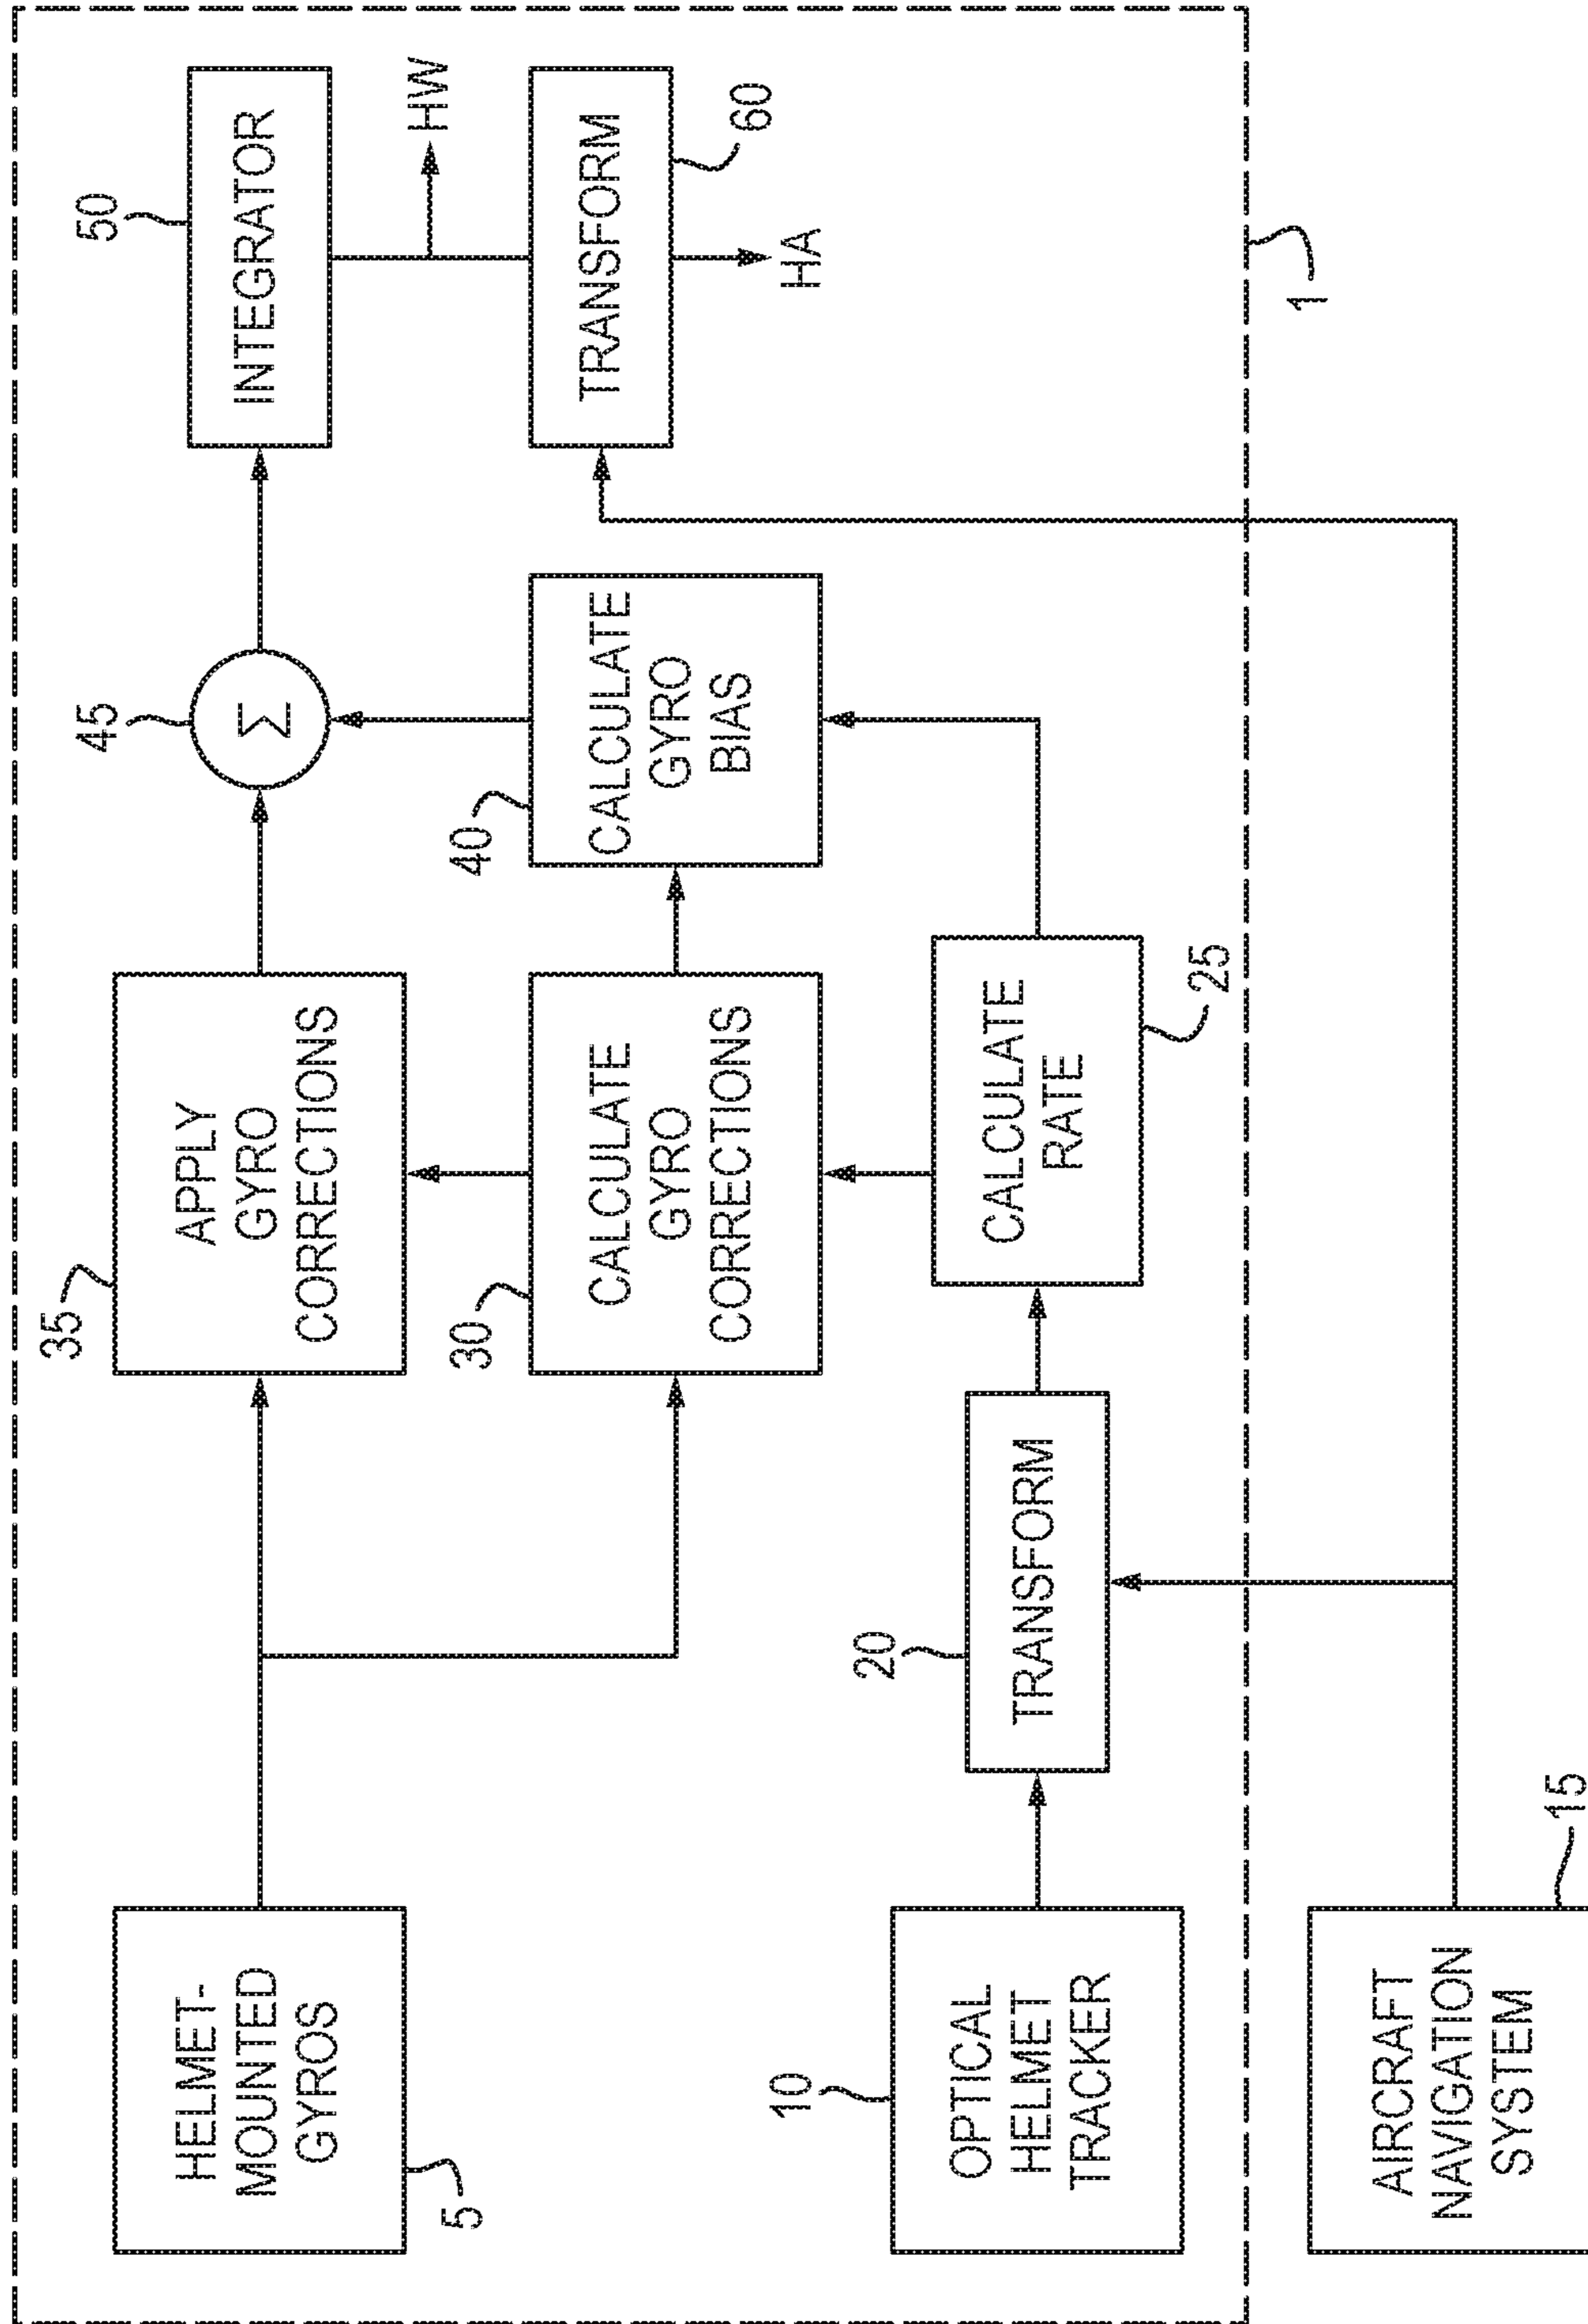 HELMET-
MOUNTED
GYROS
5
35
APPLY
GYRO
CORRECTIONS
45
Σ
50
INTEGRATOR
HW
30
CALCULATE
GYRO
CORRECTIONS
40
CALCULATE
GYRO
BIAS
TRANSFORM
60
HA
10
OPTICAL
HELMET
TRACKER
20
TRANSFORM
CALCULATE
RATE
25
1
AIRCRAFT
NAVIGATION
SYSTEM
15